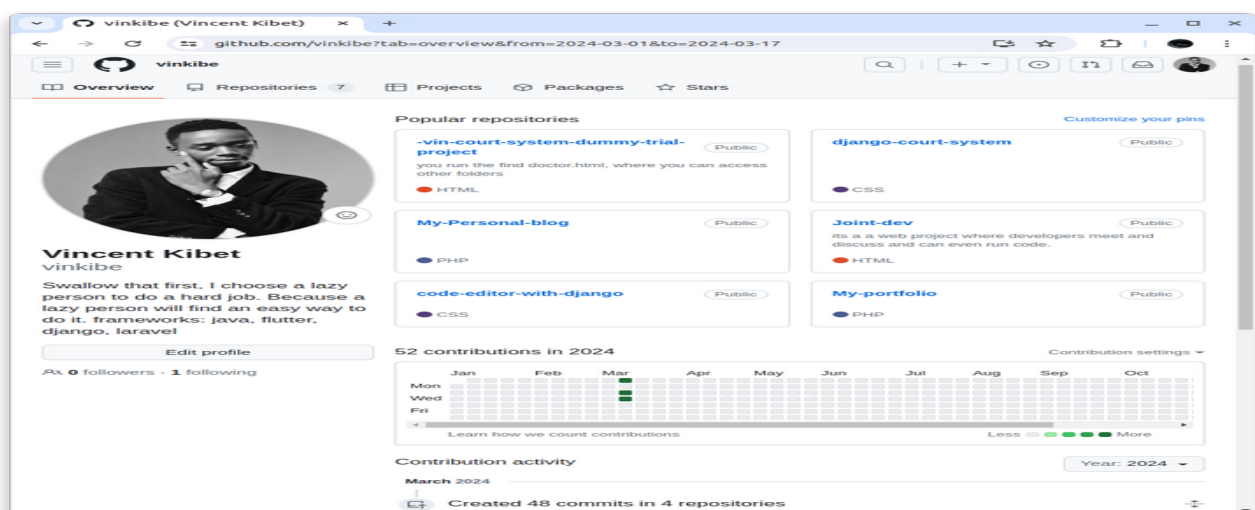 vinkibe (Vincent Kibet)
github.com/vinkibe?tab=overview&from=2024-03-01&to=2024-03-17
vinkibe
Overview Repositories 7 Projects Packages Stars
Popular repositories Customize your pins
-vin-court-system-dummy-trial-
project
Public
you run the find doctor.html, where you can access
other folders
HTML
django-court-system Public
CSS
My-Personal-blog Public
PHP
Joint-dev Public
its a a web project where developers meet and
discuss and can even run code.
HTML
code-editor-with-django Public
CSS
My-portfolio Public
PHP
Vincent Kibet
vinkibe
Swallow that first, I choose a lazy
person to do a hard job. Because a
lazy person will find an easy way to
do it. frameworks: java, flutter,
django, laravel
Edit profile
0 followers · 1 following
52 contributions in 2024 Contribution settings
Jan Feb Mar Apr May Jun Jul Aug Sep Oct
Mon
Wed
Fri
Learn how we count contributions Less More
Contribution activity Year: 2024
March 2024
Created 48 commits in 4 repositories